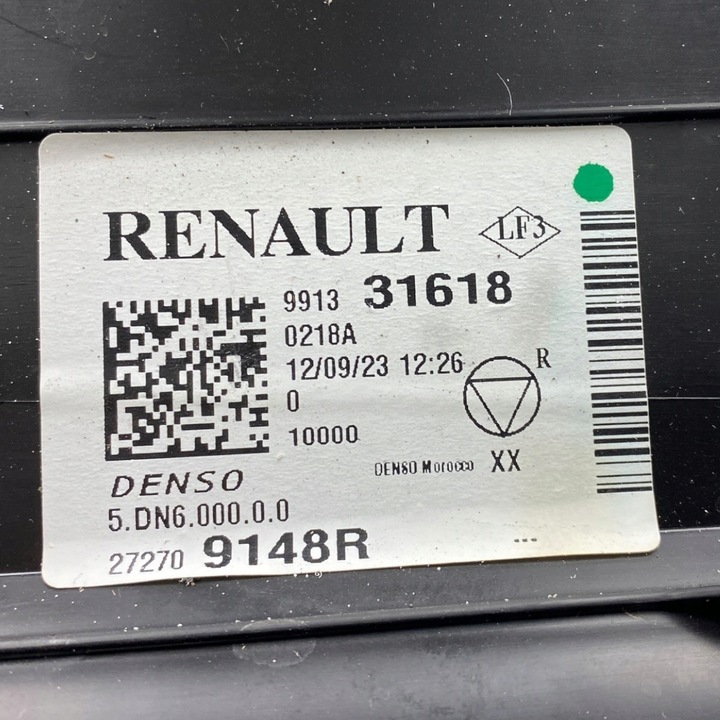 RENAULT LF3
9913 31618
0218A
12/09/23 12:26
R
0
10000
DENSO Morocco XX
DENSO
5.DN6.000.0.0
27270 9148R ---